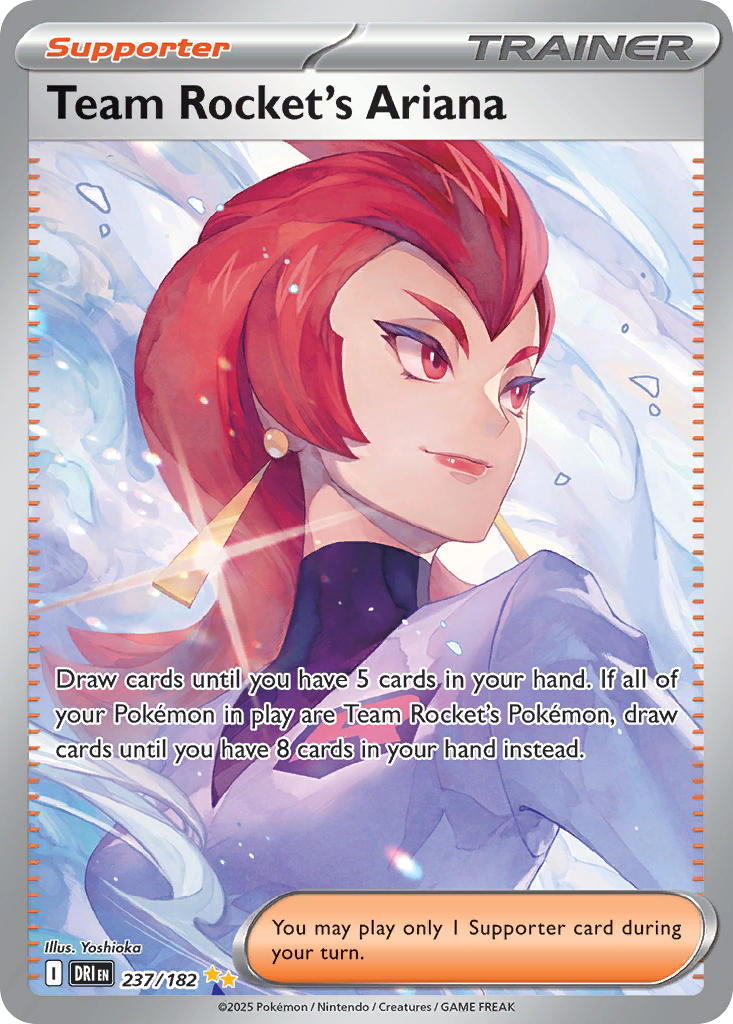 Supporter
TRAINER
Team Rocket's Ariana
Draw cards until you have 5 cards in your hand. If all of
your Pokémon in play are Team Rocket's Pokémon, draw
cards until you have 8 cards in your hand instead.
You may play only 1 Supporter card during
your turn.
Illus. Yoshioka
I DRI EN 237/182
©2025 Pokémon / Nintendo / Creatures / GAME FREAK